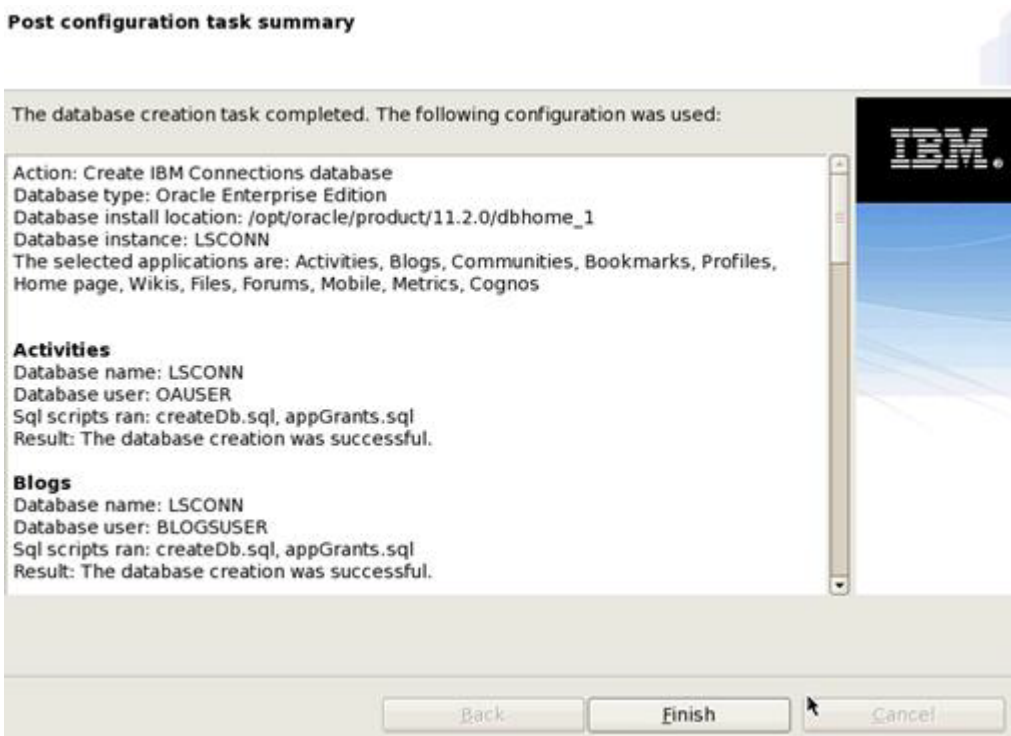 Post configuration task summary
The database creation task completed. The following configuration was used:
IBM.
Action: Create IBM Connections database
Database type: Oracle Enterprise Edition
Database install location: /opt/oracle/product/11.2.0/dbhome_1
Database instance: LSCONN
The selected applications are: Activities, Blogs, Communities, Bookmarks, Profiles,
Home page, Wikis, Files, Forums, Mobile, Metrics, Cognos
Activities
Database name: LSCONN
Database user: OAUSER
Sql scripts ran: createDb.sql, appGrants.sql
Result: The database creation was successful.
Blogs
Database name: LSCONN
Database user: BLOGSUSER
Sql scripts ran: createDb.sql, appGrants.sql
Result: The database creation was successful.
Back
Finish
Cancel